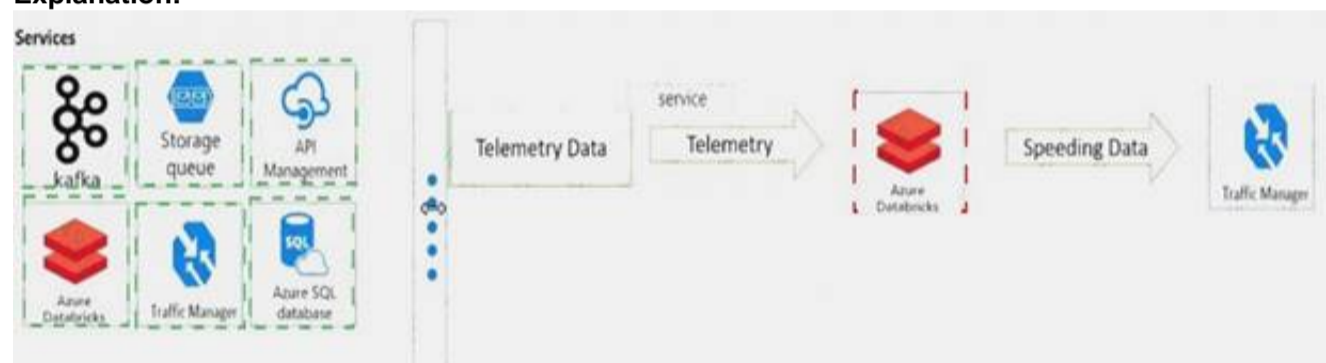 Explanation:
Services
kafka
Storage
queue
API
Management
Azure
Databricks
Traffic Manager
SQL
Azure SQL
database
Telemetry Data
service
Telemetry
Azure
Databricks
Speeding Data
Traffic Manager